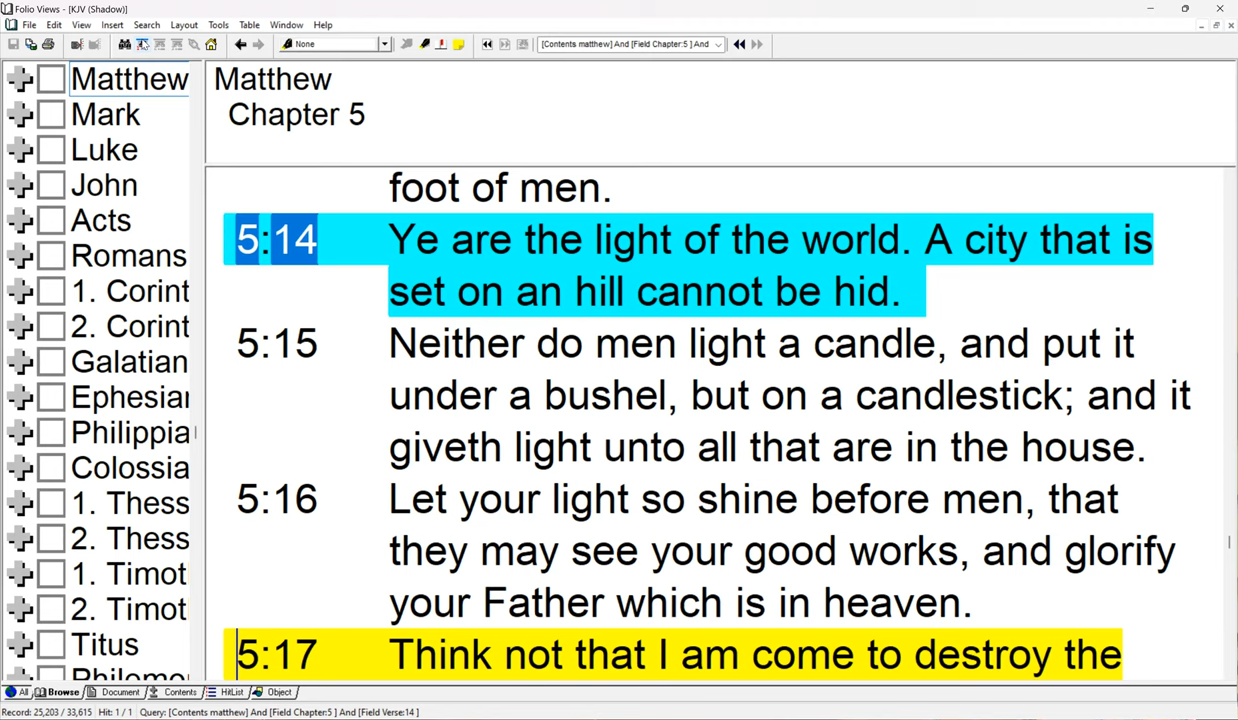 Folio Views - [KJV (Shadow)]
File Edit View Insert Search Layout Tools Table Window Help
None
[Contents matthew] And [Field Chapter:5 ] And
Matthew
Mark
Luke
John
Acts
Romans
1. Corint
2. Corint
Galatian
Ephesian
Philippia
Colossia
1. Thess
2. Thess
1. Timot
2. Timot
Titus
Philemo
Matthew
Chapter 5
foot of men.
5:14 Ye are the light of the world. A city that is
set on an hill cannot be hid.
5:15 Neither do men light a candle, and put it
under a bushel, but on a candlestick; and it
giveth light unto all that are in the house.
5:16 Let your light so shine before men, that
they may see your good works, and glorify
your Father which is in heaven.
5:17 Think not that I am come to destroy the
All Browse Document Contents HitList Object
Record: 25,203 / 33,615 Hit: 1 / 1 Query: [Contents matthew] And [Field Chapter:5 ] And [Field Verse:14 ]